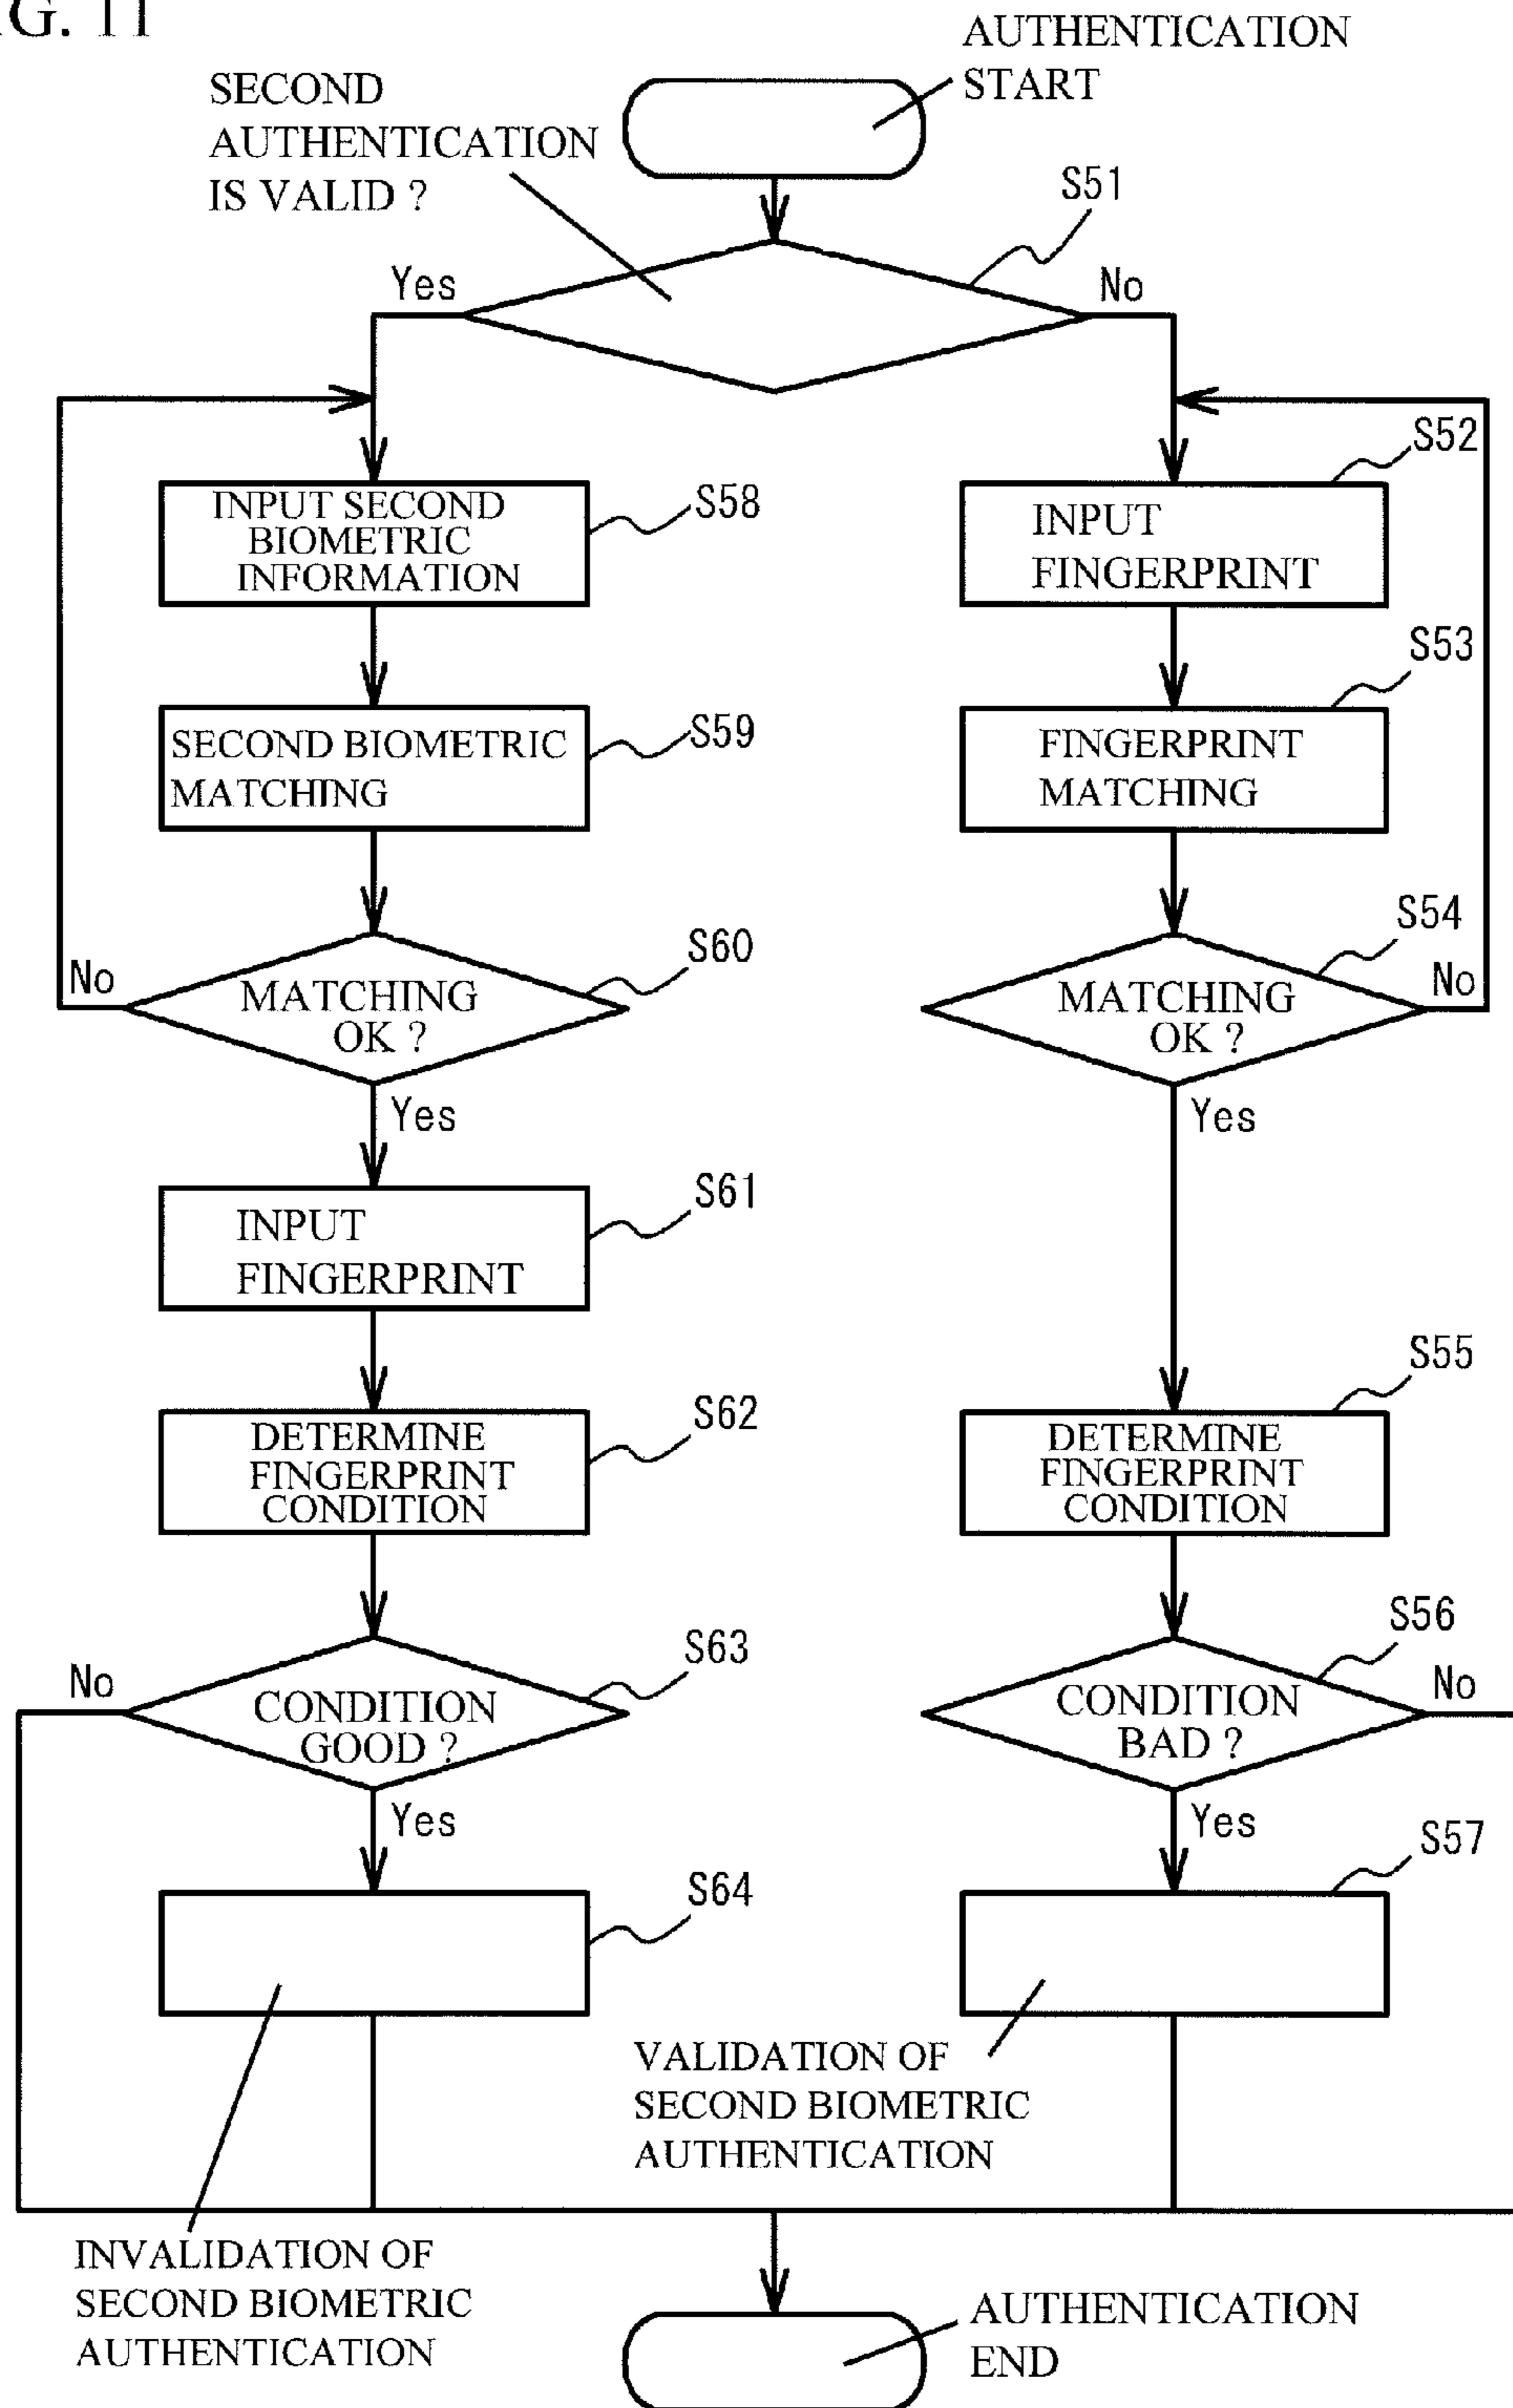 G. 11
AUTHENTICATION
START
SECOND
AUTHENTICATION
IS VALID ?
S51
Yes
No
S52
S58
INPUT SECOND
BIOMETRIC
INFORMATION
INPUT
FINGERPRINT
S53
S59
SECOND BIOMETRIC
MATCHING
FINGERPRINT
MATCHING
S54
S60
No
MATCHING
OK ?
MATCHING
OK ?
No
Yes
Yes
S61
INPUT
FINGERPRINT
S55
S62
DETERMINE
FINGERPRINT
CONDITION
DETERMINE
FINGERPRINT
CONDITION
S56
S63
No
CONDITION
GOOD ?
CONDITION
BAD ?
No
Yes
Yes
S57
S64
VALIDATION OF
SECOND BIOMETRIC
AUTHENTICATION
INVALIDATION OF
SECOND BIOMETRIC
AUTHENTICATION
AUTHENTICATION
END